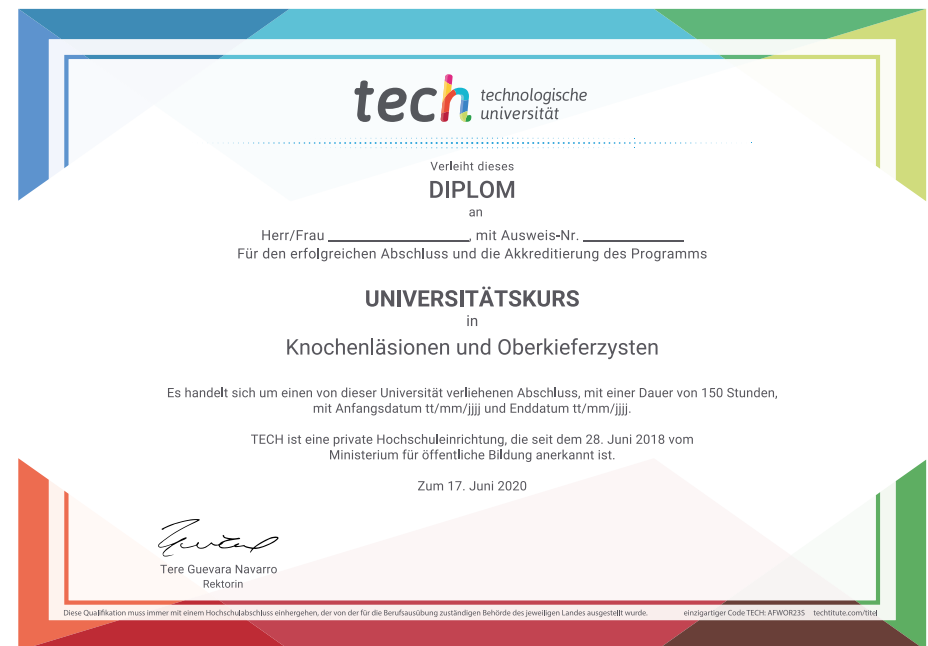 tech technologische
universität
Verleiht dieses
DIPLOM
an
Herr/Frau ____________________, mit Ausweis-Nr. ______________
Für den erfolgreichen Abschluss und die Akkreditierung des Programms
UNIVERSITÄTSKURS
in
Knochenläsionen und Oberkieferzysten
Es handelt sich um einen von dieser Universität verliehenen Abschluss, mit einer Dauer von 150 Stunden,
mit Anfangsdatum tt/mm/jjjj und Enddatum tt/mm/jjjj.
TECH ist eine private Hochschuleinrichtung, die seit dem 28. Juni 2018 vom
Ministerium für öffentliche Bildung anerkannt ist.
Zum 17. Juni 2020
Tere Guevara Navarro
Rektorin
Diese Qualifikation muss immer mit einem Hochschulabschluss einhergehen, der von der für die Berufsausübung zuständigen Behörde des jeweiligen Landes ausgestellt wurde. einzigartiger Code TECH: AFWOR23S techtitute.com/titel